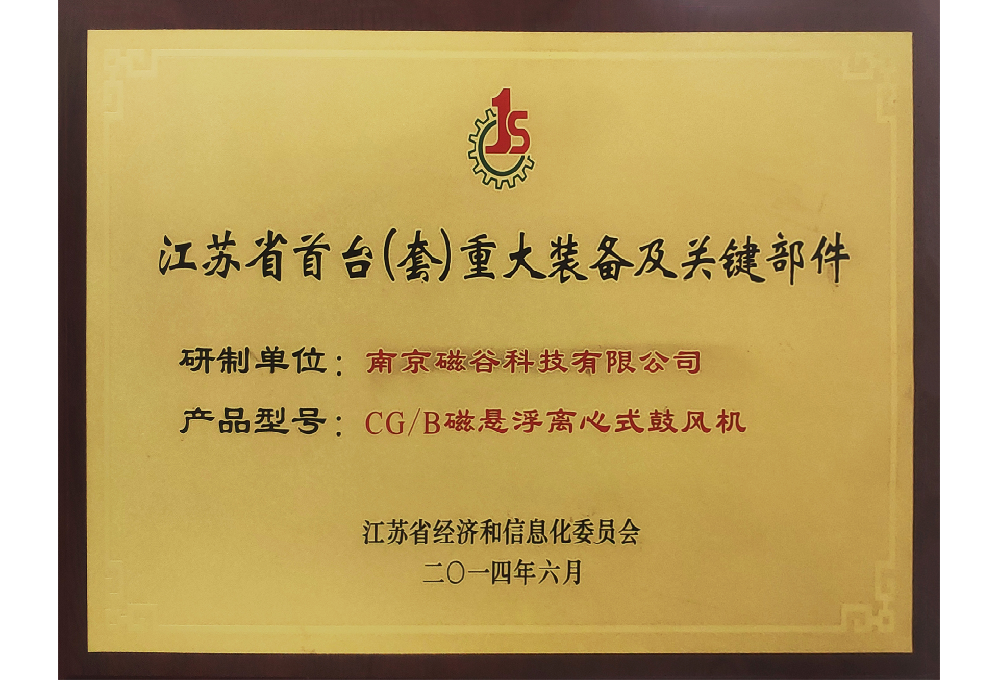 1S
江苏省首台(套)重大装备及关键部件
研制单位：南京磁谷科技有限公司
产品型号：CG/B磁悬浮离心式鼓风机
江苏省经济和信息化委员会
二〇一四年六月